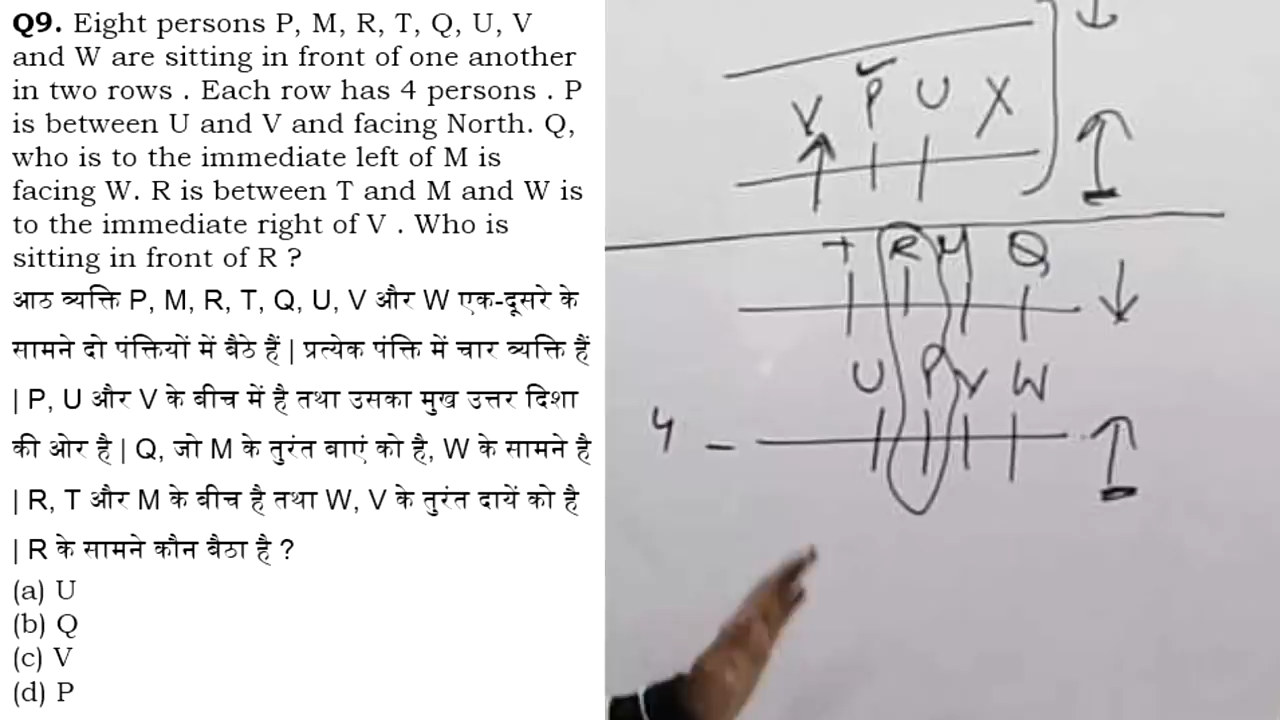 Q9. Eight persons P, M, R, T, Q, U, V
and W are sitting in front of one another
in two rows . Each row has 4 persons . P
is between U and V and facing North. Q,
who is to the immediate left of M is
facing W. R is between T and M and W is
to the immediate right of V . Who is
sitting in front of R ?
आठ व्यक्ति P, M, R, T, Q, U, V और W एक-दूसरे के
सामने दो पंक्तियों में बैठे हैं | प्रत्येक पंक्ति में चार व्यक्ति हैं
| P, U और V के बीच में है तथा उसका मुख उत्तर दिशा
की ओर है | Q, जो M के तुरंत बाएं को है, W के सामने है
| R, T और M के बीच है तथा W, V के तुरंत दायें को है
| R के सामने कौन बैठा है ?
(a) U
(b) Q
(c) V
(d) P
V P U X
T R M Q
U P V W
4